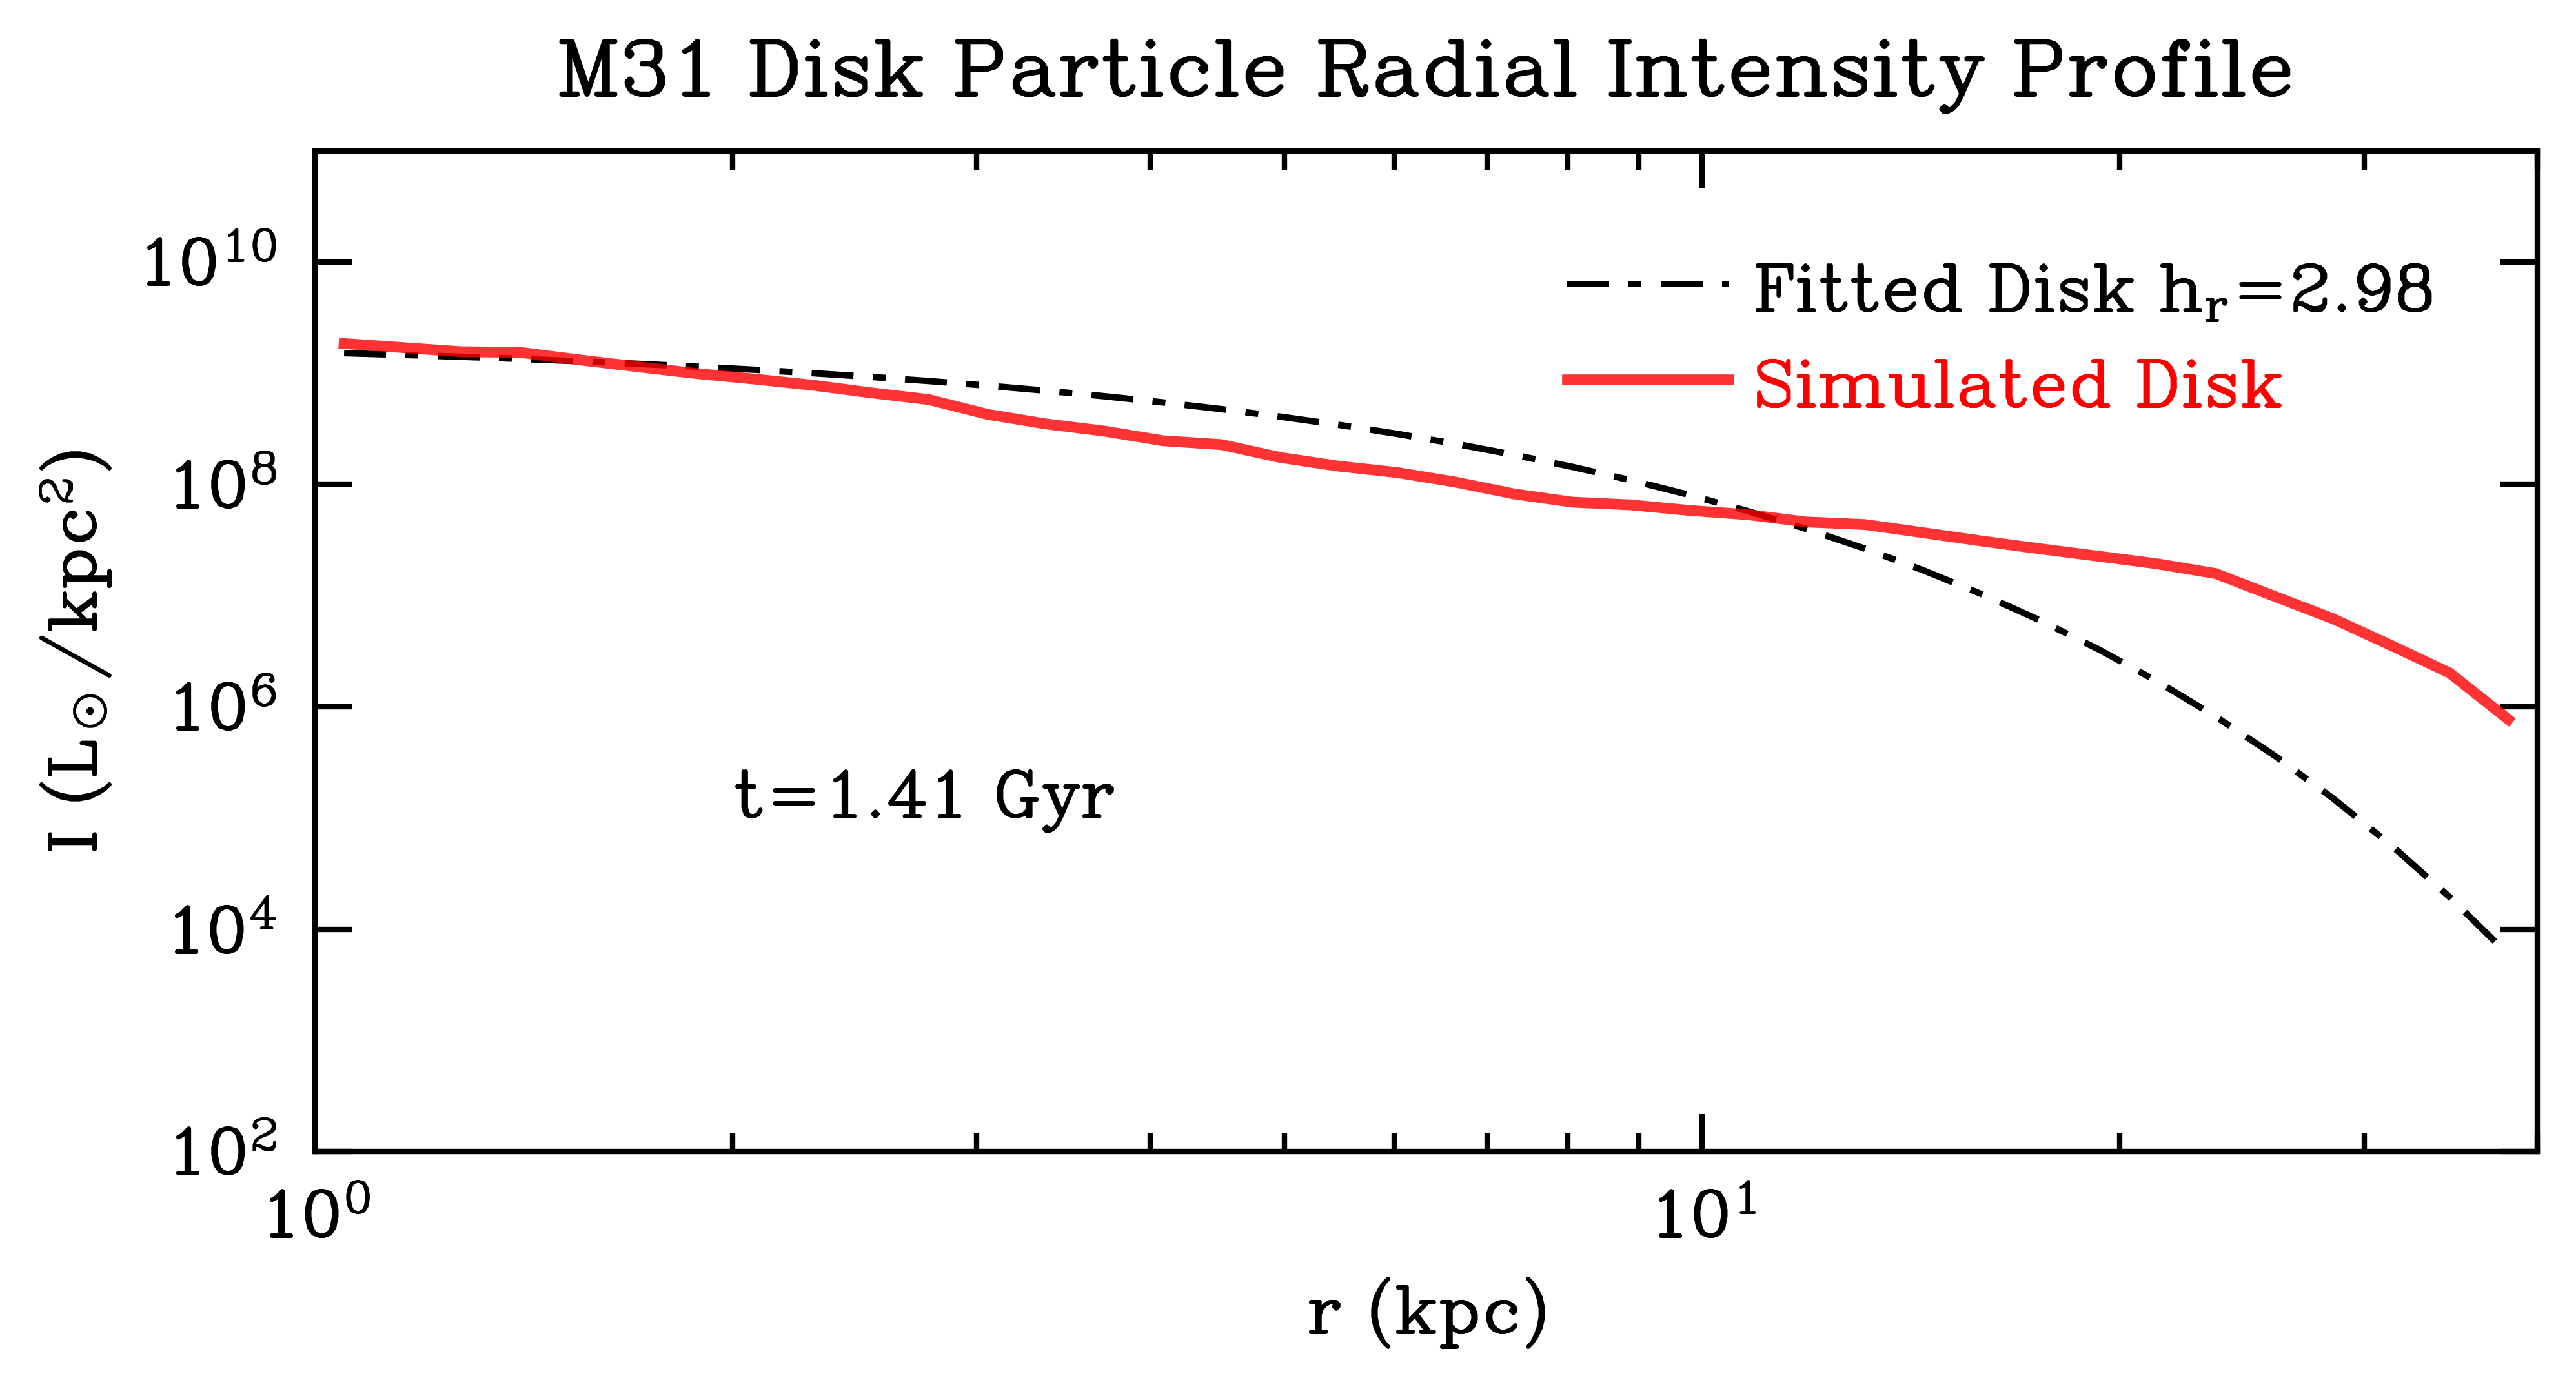 M31 Disk Particle Radial Intensity Profile
I (L⊙/kpc²)
10¹⁰
10⁸
10⁶
10⁴
10²
Fitted Disk hᵣ=2.98
Simulated Disk
t=1.41 Gyr
10⁰
10¹
r (kpc)